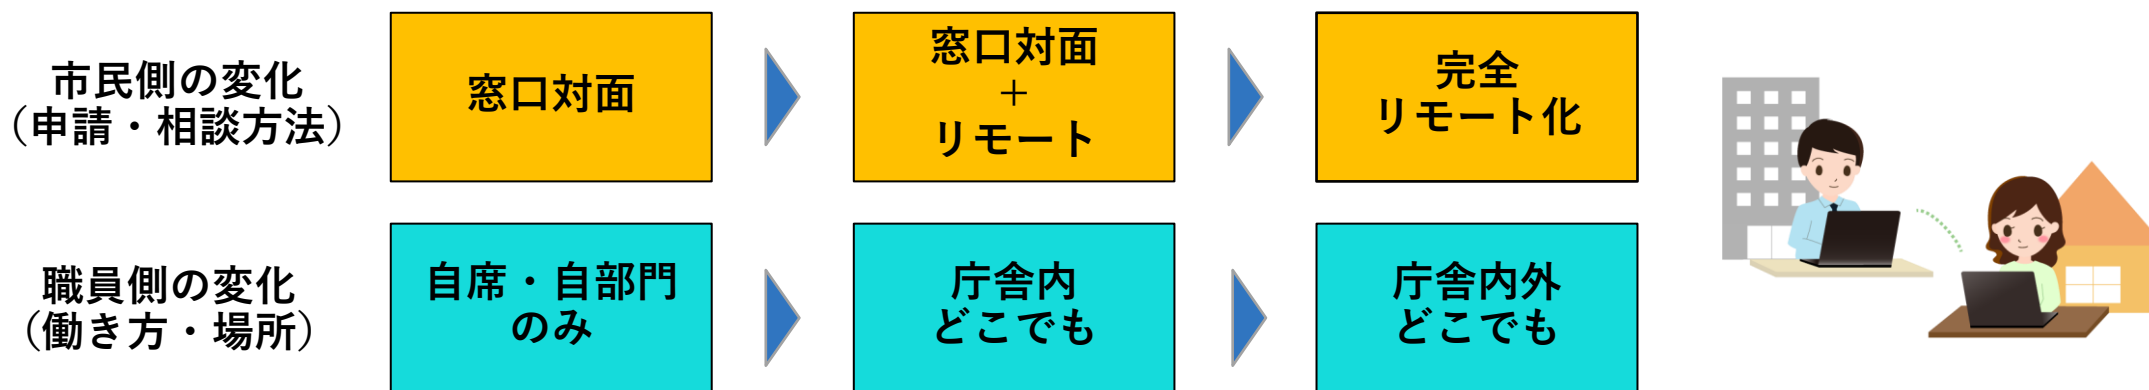 市民側の変化
（申請・相談方法）
窓口対面
窓口対面
＋
リモート
完全
リモート化
職員側の変化
（働き方・場所）
自席・自部門
のみ
庁舎内
どこでも
庁舎内外
どこでも